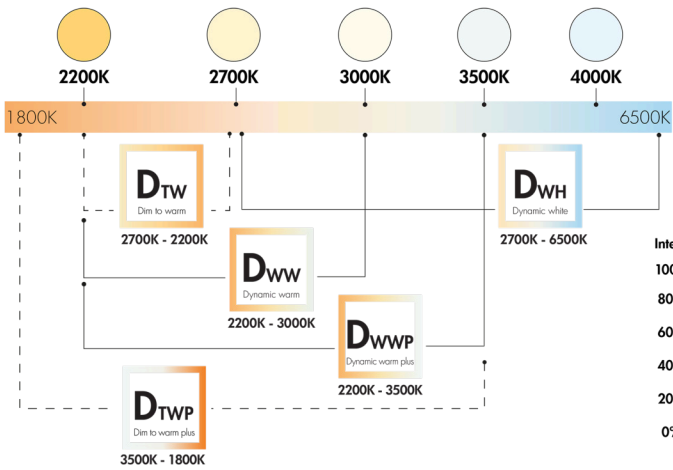 2200K 2700K 3000K 3500K 4000K
1800K 6500K
DTW
Dim to warm
2700K - 2200K
DWH
Dynamic white
2700K - 6500K
DWW
Dynamic warm
2200K - 3000K
DWWP
Dynamic warm plus
2200K - 3500K
DTWP
Dim to warm plus
3500K - 1800K
Inte
100
80
60
40
20
0%